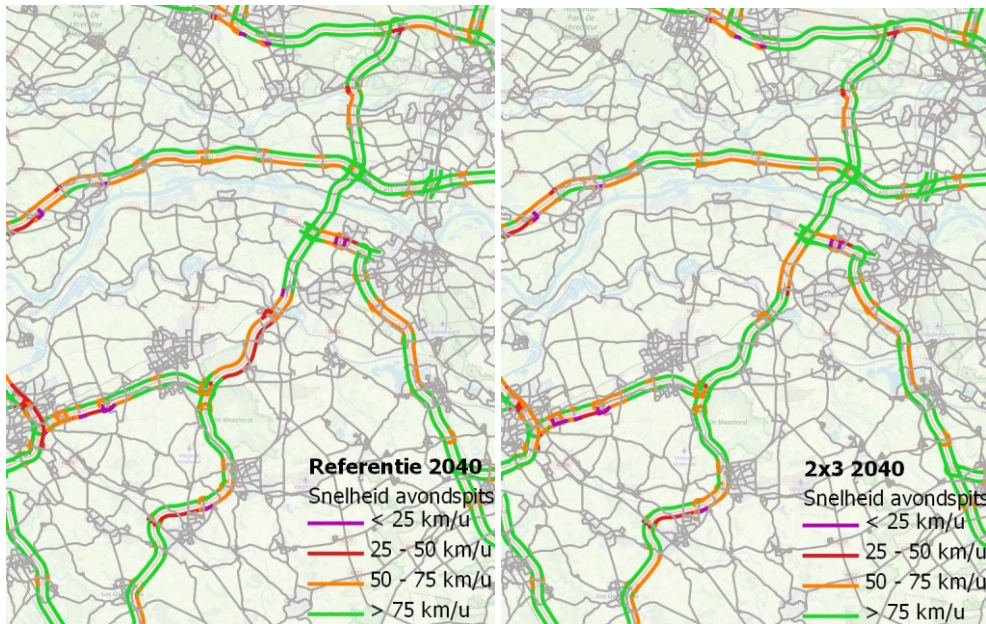 Referentie 2040
Snelheid avondspits
< 25 km/u
25 - 50 km/u
50 - 75 km/u
> 75 km/u
2x3 2040
Snelheid avondspits
< 25 km/u
25 - 50 km/u
50 - 75 km/u
> 75 km/u